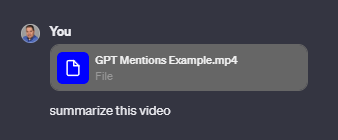 You
GPT Mentions Example.mp4
File
summarize this video